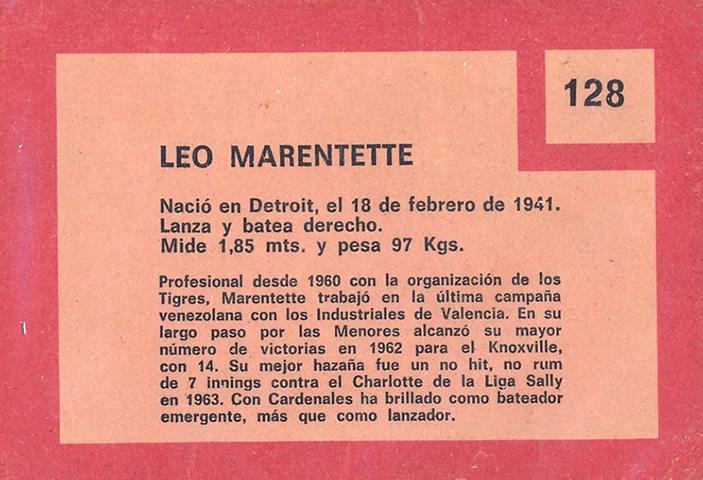 128
LEO MARENTETTE
Nació en Detroit, el 18 de febrero de 1941.
Lanza y batea derecho.
Mide 1,85 mts. y pesa 97 Kgs.
Profesional desde 1960 con la organización de los
Tigres, Marentette trabajó en la última campaña
venezolana con los Industriales de Valencia. En su
largo paso por las Menores alcanzó su mayor
número de victorias en 1962 para el Knoxville,
con 14. Su mejor hazaña fue un no hit, no rum
de 7 innings contra el Charlotte de la Liga Sally
en 1963. Con Cardenales ha brillado como bateador
emergente, más que como lanzador.